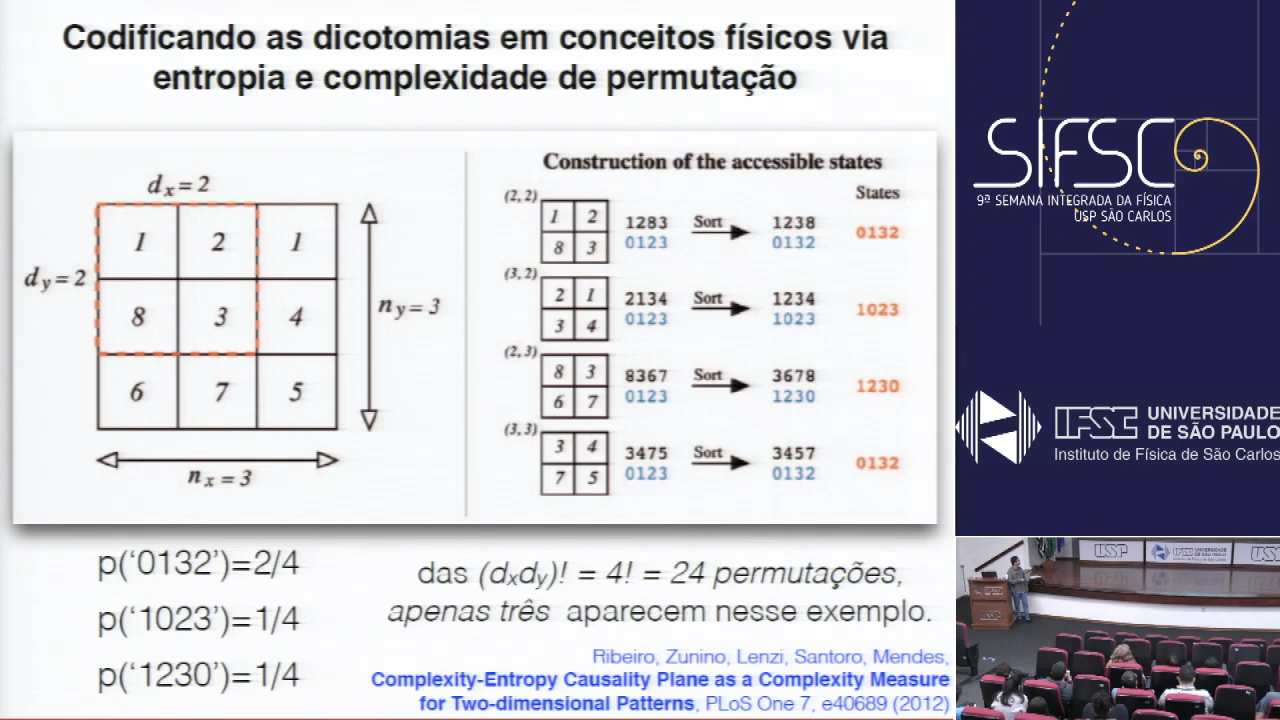 Codificando as dicotomias em conceitos físicos via
entropia e complexidade de permutação
dx=2
dy=2
1 2 1
8 3 4
6 7 5
ny=3
nx=3
Construction of the accessible states
States
(2,2)
1 2
8 3
1283 Sort 1238
0123 0132
0132
(3,2)
2 1
3 4
2134 Sort 1234
0123 1023
1023
(2,3)
8 3
6 7
8367 Sort 3678
0123 1230
1230
(3,3)
3 4
7 5
3475 Sort 3457
0123 0132
0132
p(‘0132’)=2/4
p(‘1023’)=1/4
p(‘1230’)=1/4
das (dxdy)! = 4! = 24 permutações,
apenas três aparecem nesse exemplo.
Ribeiro, Zunino, Lenzi, Santoro, Mendes,
Complexity-Entropy Causality Plane as a Complexity Measure
for Two-dimensional Patterns, PLoS One 7, e40689 (2012)
SIFSC
9ª SEMANA INTEGRADA DA FÍSICA
USP SÃO CARLOS
IFSC UNIVERSIDADE
DE SÃO PAULO
Instituto de Física de São Carlos
USP
IFSC UNIVERSIDADE
DE SÃO PAULO